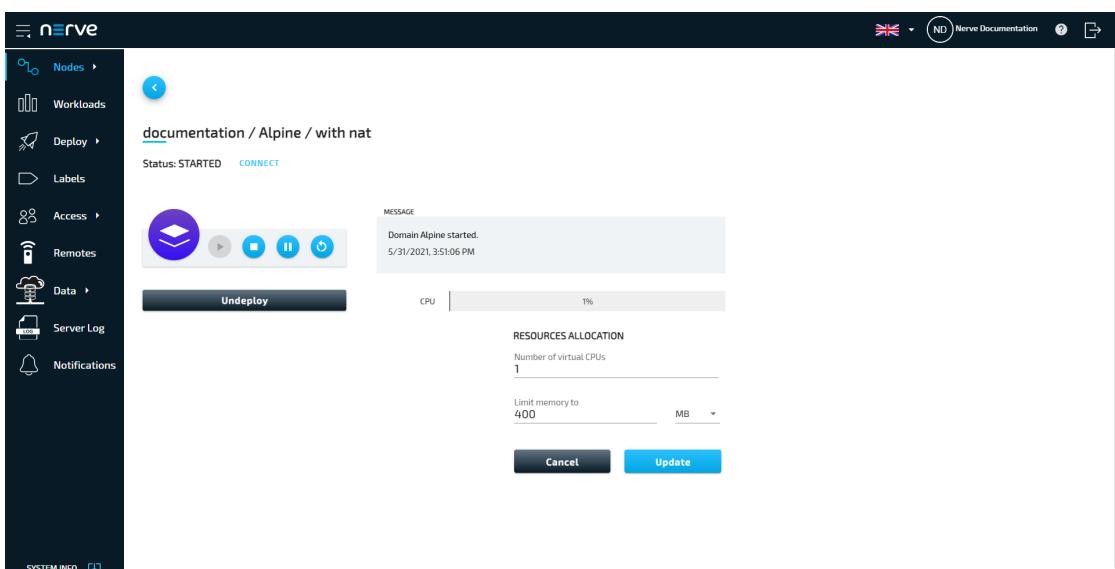 nerve
ND Nerve Documentation ?
Nodes
Workloads
Deploy
Labels
Access
Remotes
Data
LOG Server Log
Notifications
SYSTEM INFO
documentation / Alpine / with nat
Status: STARTED CONNECT
MESSAGE
Domain Alpine started.
5/31/2021, 3:51:06 PM
Undeploy
CPU 1%
RESOURCES ALLOCATION
Number of virtual CPUs
1
Limit memory to
400 MB
Cancel Update